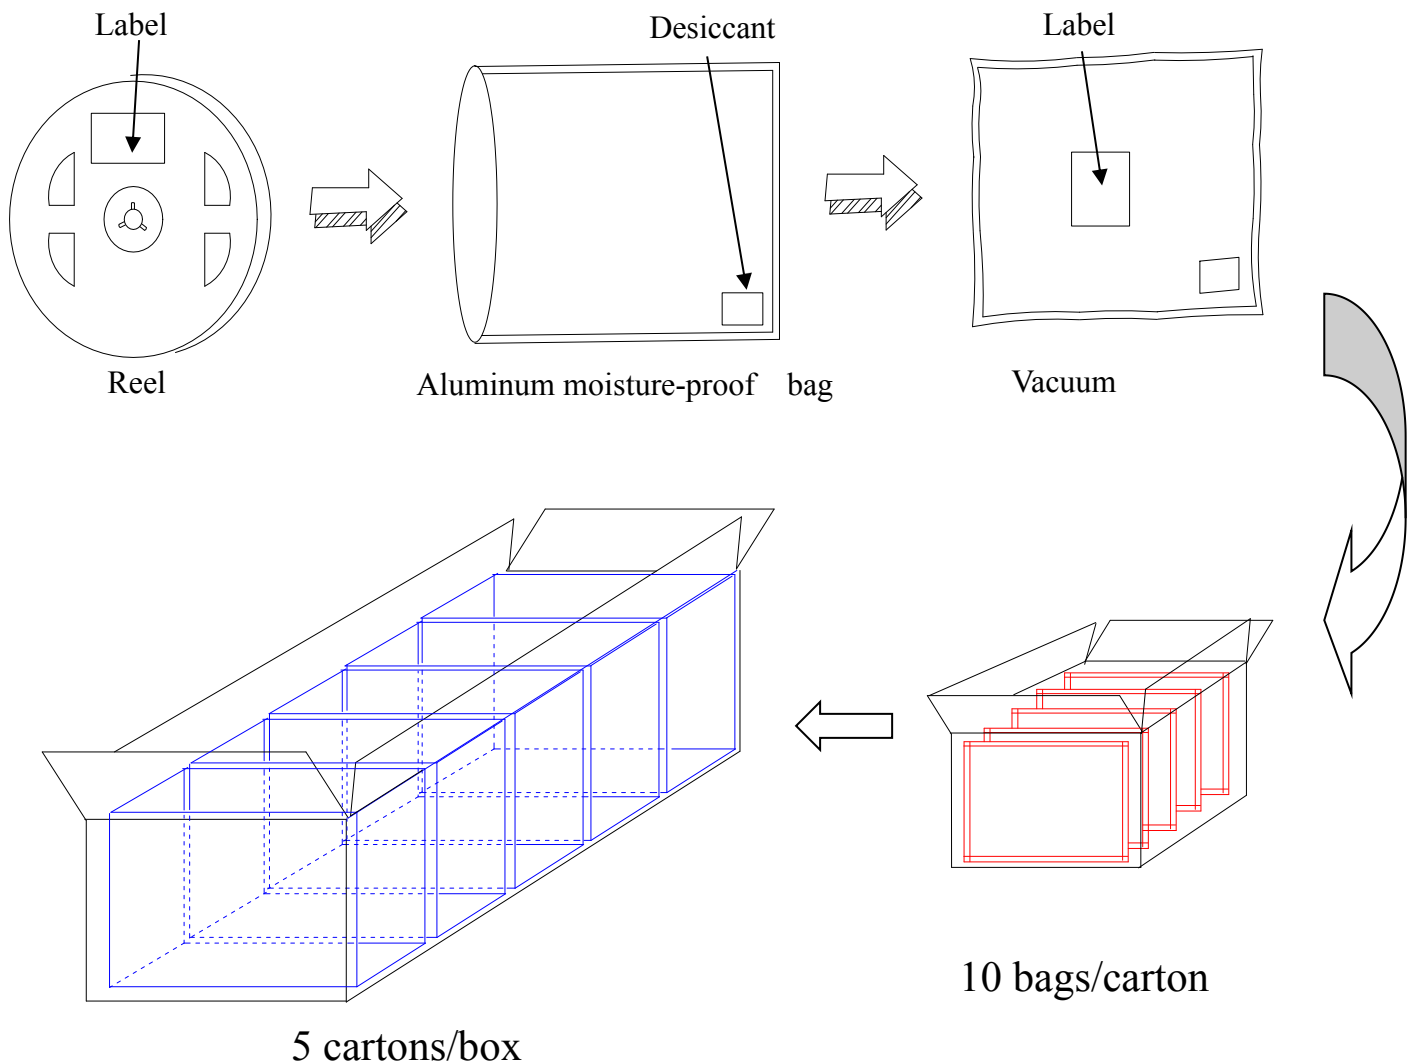 Label
Desiccant
Label
Reel
Aluminum moisture-proof bag
Vacuum
10 bags/carton
5 cartons/box